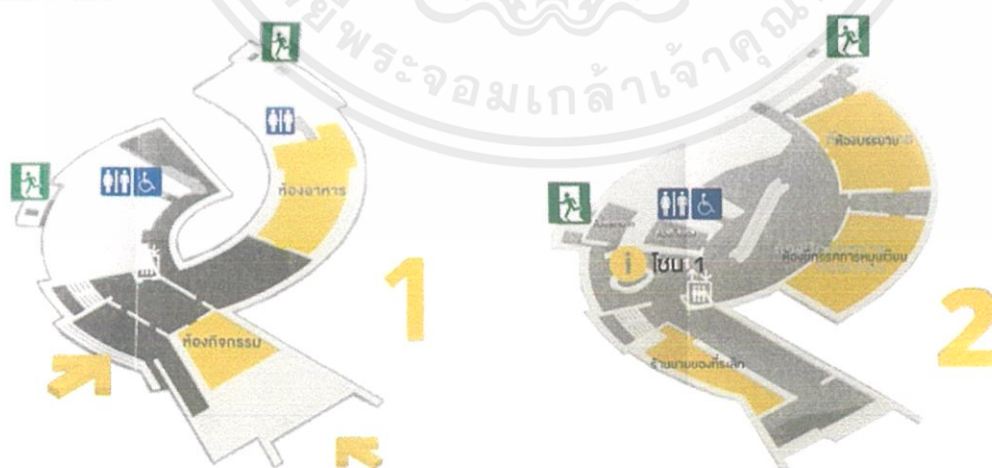 ยพระจอมเกล้าเจ้าคุณ
ห้องอาหาร
ห้องกิจกรรม
1
ห้องบรรยาย
ห้องนิทรรศการหมุนเวียน
i โซน 1
ร้านขายของที่ระลึก
2